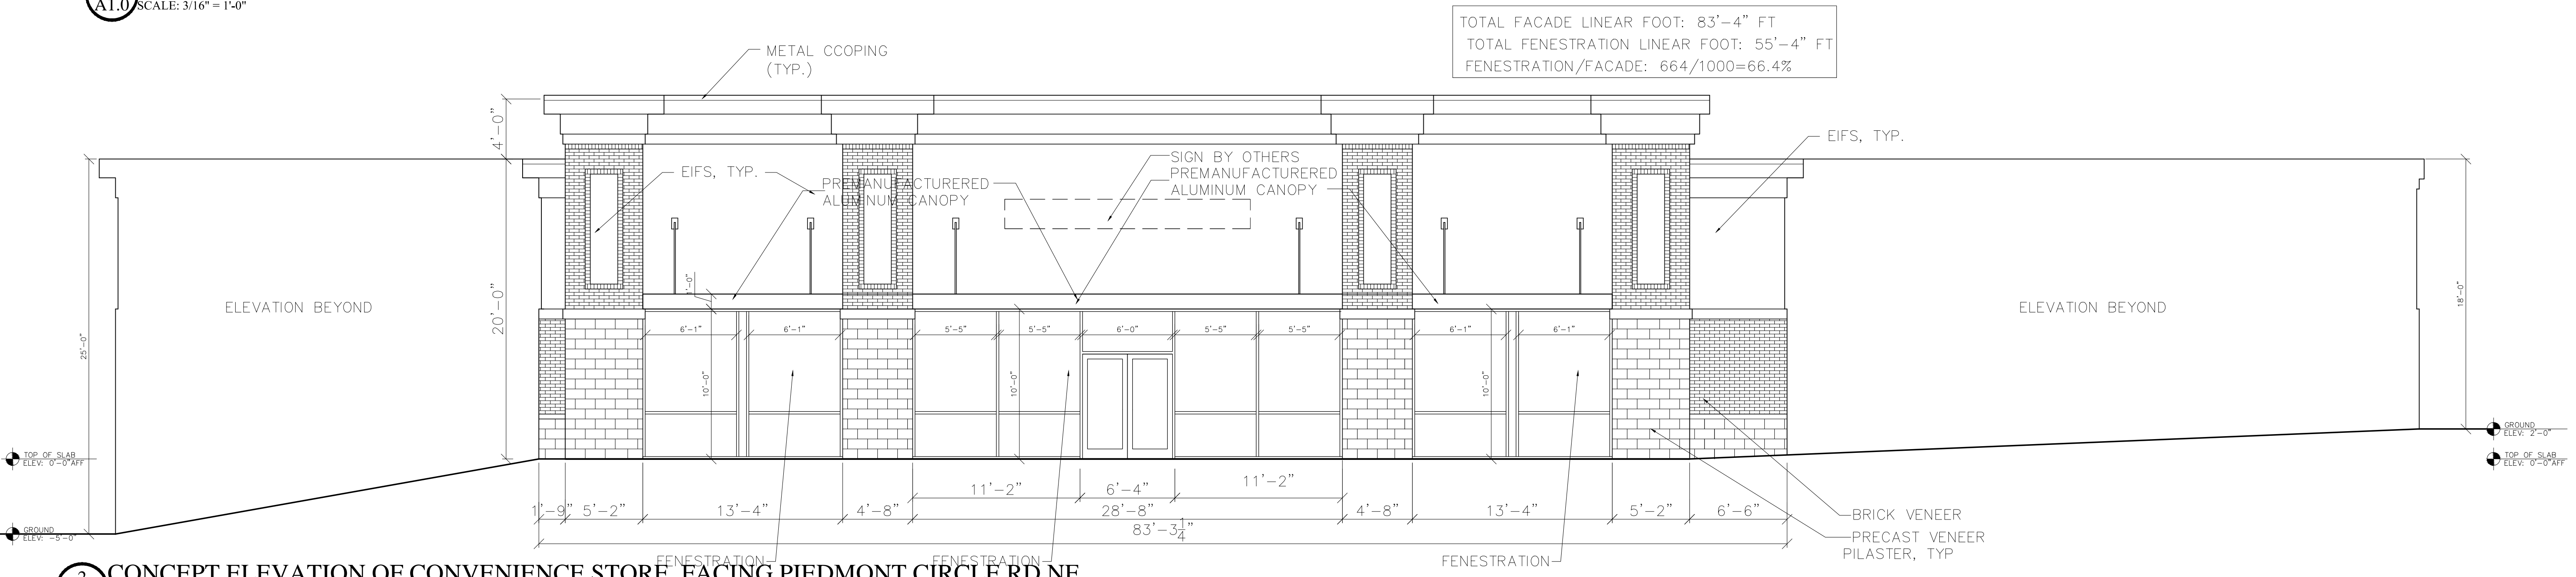 A1.0
SCALE: 3/16" = 1'-0"
TOTAL FACADE LINEAR FOOT: 83'-4" FT
TOTAL FENESTRATION LINEAR FOOT: 55'-4" FT
FENESTRATION/FACADE: 664/1000=66.4%
METAL CCOPING
(TYP.)
4'-0"
EIFS, TYP.
SIGN BY OTHERS
PREMANUFACTURERED
ALUMINUM CANOPY
EIFS, TYP.
PREMANUFACTURERED
ALUMINUM CANOPY
ELEVATION BEYOND
ELEVATION BEYOND
25'-0"
20'-0"
1'-0"
18'-0"
6'-1"
6'-1"
5'-5"
5'-5"
6'-0"
5'-5"
5'-5"
6'-1"
6'-1"
10'-0"
10'-0"
10'-0"
TOP OF SLAB
ELEV: 0'-0"AFF
GROUND
ELEV: 2'-0"
TOP OF SLAB
ELEV: 0'-0"AFF
11'-2"
6'-4"
11'-2"
1'-9"
5'-2"
13'-4"
4'-8"
28'-8"
4'-8"
13'-4"
5'-2"
6'-6"
83'-3 1/4"
GROUND
ELEV: -5'-0"
BRICK VENEER
PRECAST VENEER
PILASTER, TYP
FENESTRATION
FENESTRATION
FENESTRATION
CONCEPT ELEVATION OF CONVENIENCE STORE FACING PIEDMONT CIRCLE RD NE